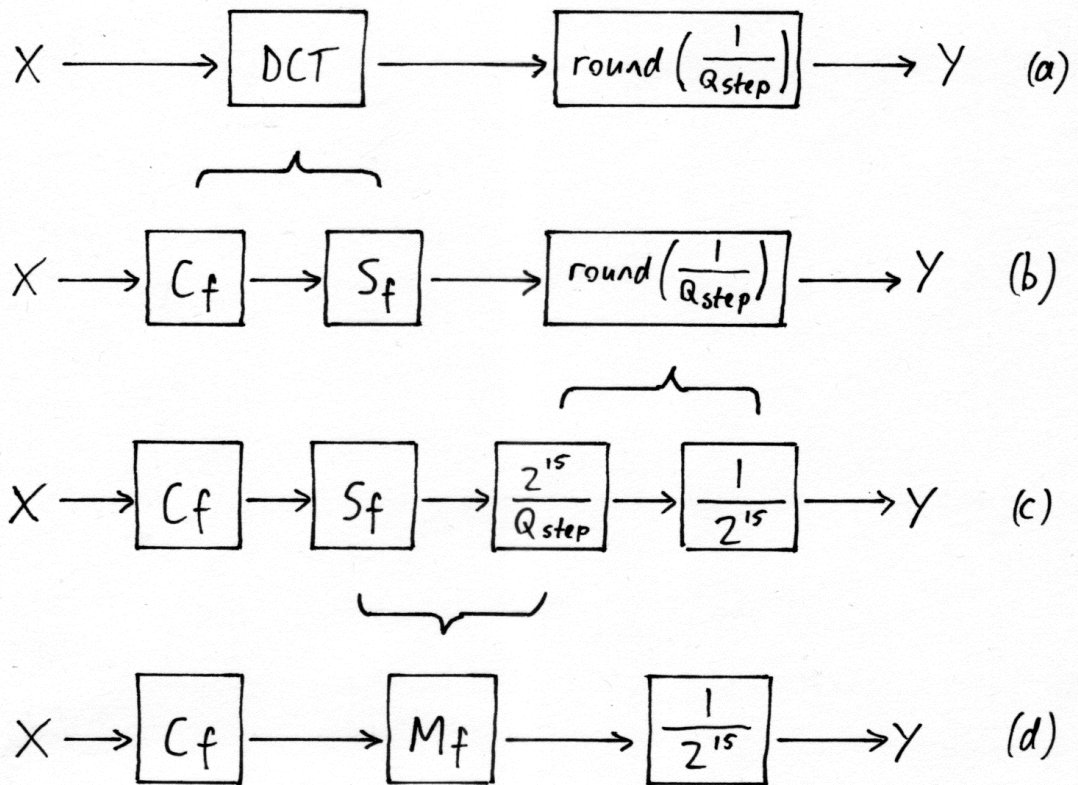 X → DCT → round(1/Qstep) → Y (a)
X → Cf → Sf → round(1/Qstep) → Y (b)
X → Cf → Sf → 2^15/Qstep → 1/2^15 → Y (c)
X → Cf → Mf → 1/2^15 → Y (d)